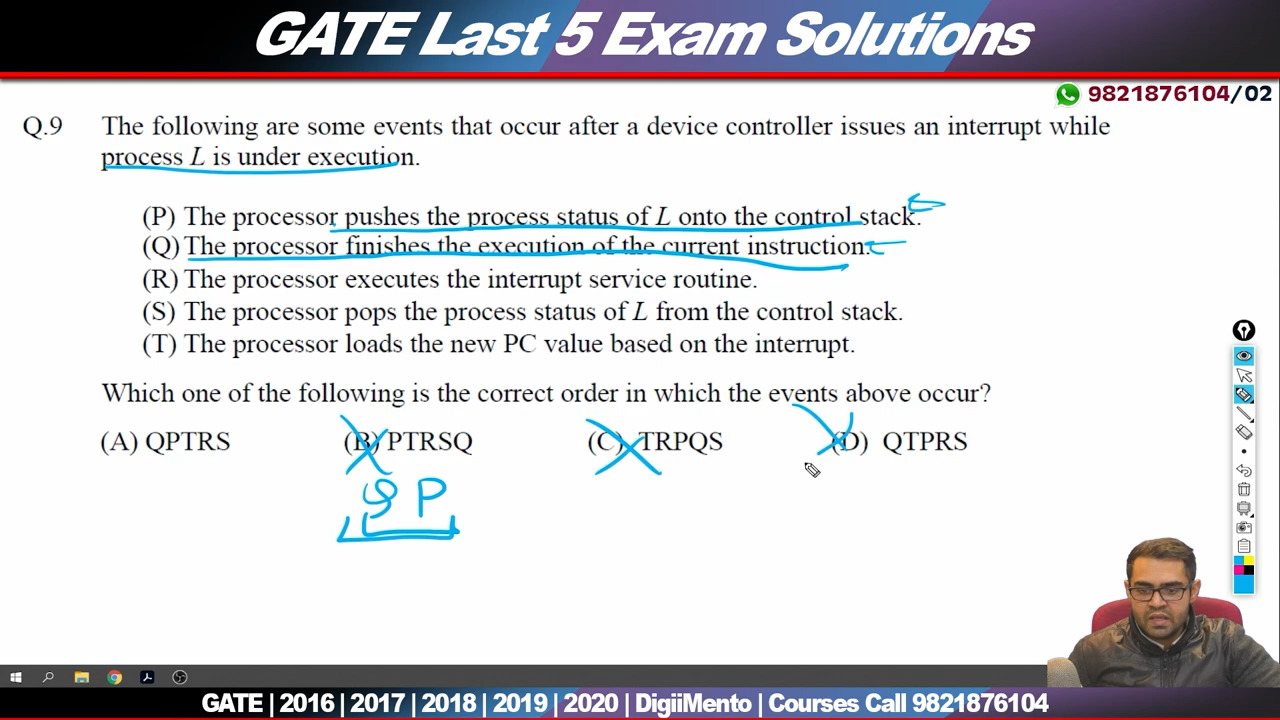 GATE Last 5 Exam Solutions
9821876104/02
Q.9 The following are some events that occur after a device controller issues an interrupt while
process L is under execution.
(P) The processor pushes the process status of L onto the control stack.
(Q) The processor finishes the execution of the current instruction.
(R) The processor executes the interrupt service routine.
(S) The processor pops the process status of L from the control stack.
(T) The processor loads the new PC value based on the interrupt.
Which one of the following is the correct order in which the events above occur?
(A) QPTRS (B) PTRSQ (C) TRPQS (D) QTPRS
Q P
GATE | 2016 | 2017 | 2018 | 2019 | 2020 | DigiiMento | Courses Call 9821876104